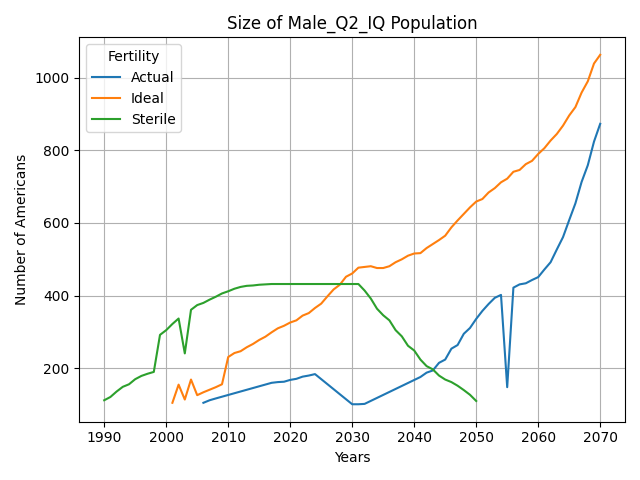 Size of Male_Q2_IQ Population
Fertility
Actual
Ideal
Sterile
Number of Americans
1000
800
600
400
200
1990 2000 2010 2020 2030 2040 2050 2060 2070
Years